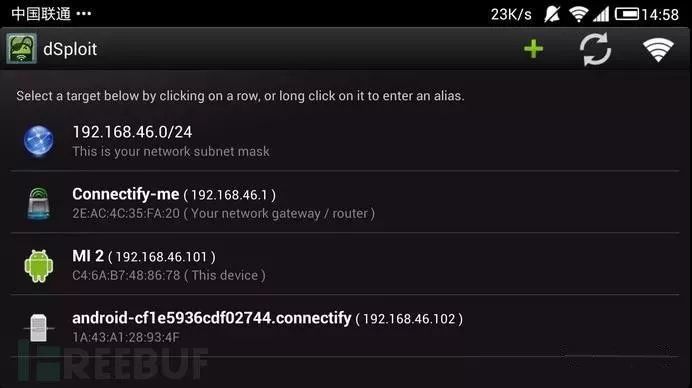 中国联通 •••
23K/s
14:58
dSploit
Select a target below by clicking on a row, or long click on it to enter an alias.
192.168.46.0/24
This is your network subnet mask
Connectify-me ( 192.168.46.1 )
2E:AC:4C:35:FA:20 ( Your network gateway / router )
MI 2 ( 192.168.46.101 )
C4:6A:B7:48:86:78 ( This device )
android-cf1e5936cdf02744.connectify ( 192.168.46.102 )
1A:43:A1:28:93:4F
FREEBUF